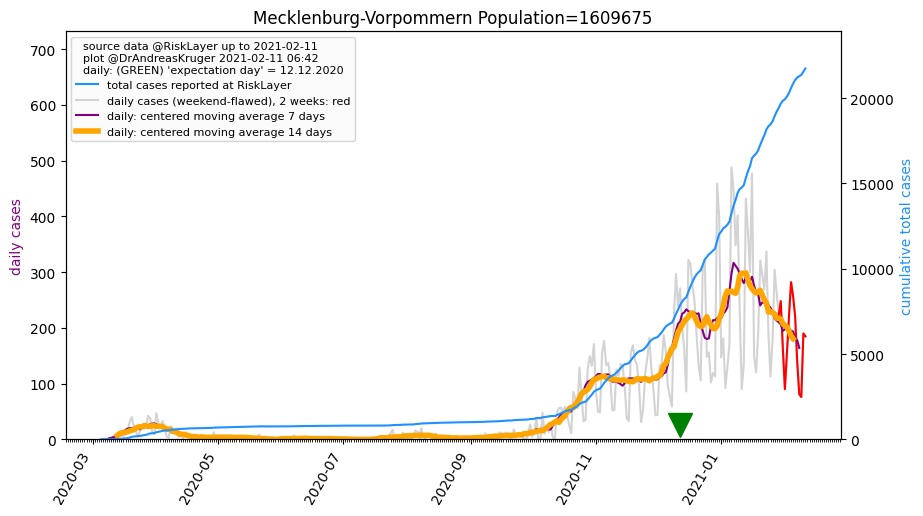 Mecklenburg-Vorpommern Population=1609675
source data @RiskLayer up to 2021-02-11
plot @DrAndreasKruger 2021-02-11 06:42
daily: (GREEN) 'expectation day' = 12.12.2020
total cases reported at RiskLayer
daily cases (weekend-flawed), 2 weeks: red
daily: centered moving average 7 days
daily: centered moving average 14 days
daily cases
700
600
500
400
300
200
100
0
cumulative total cases
20000
15000
10000
5000
0
2020-03
2020-05
2020-07
2020-09
2020-11
2021-01